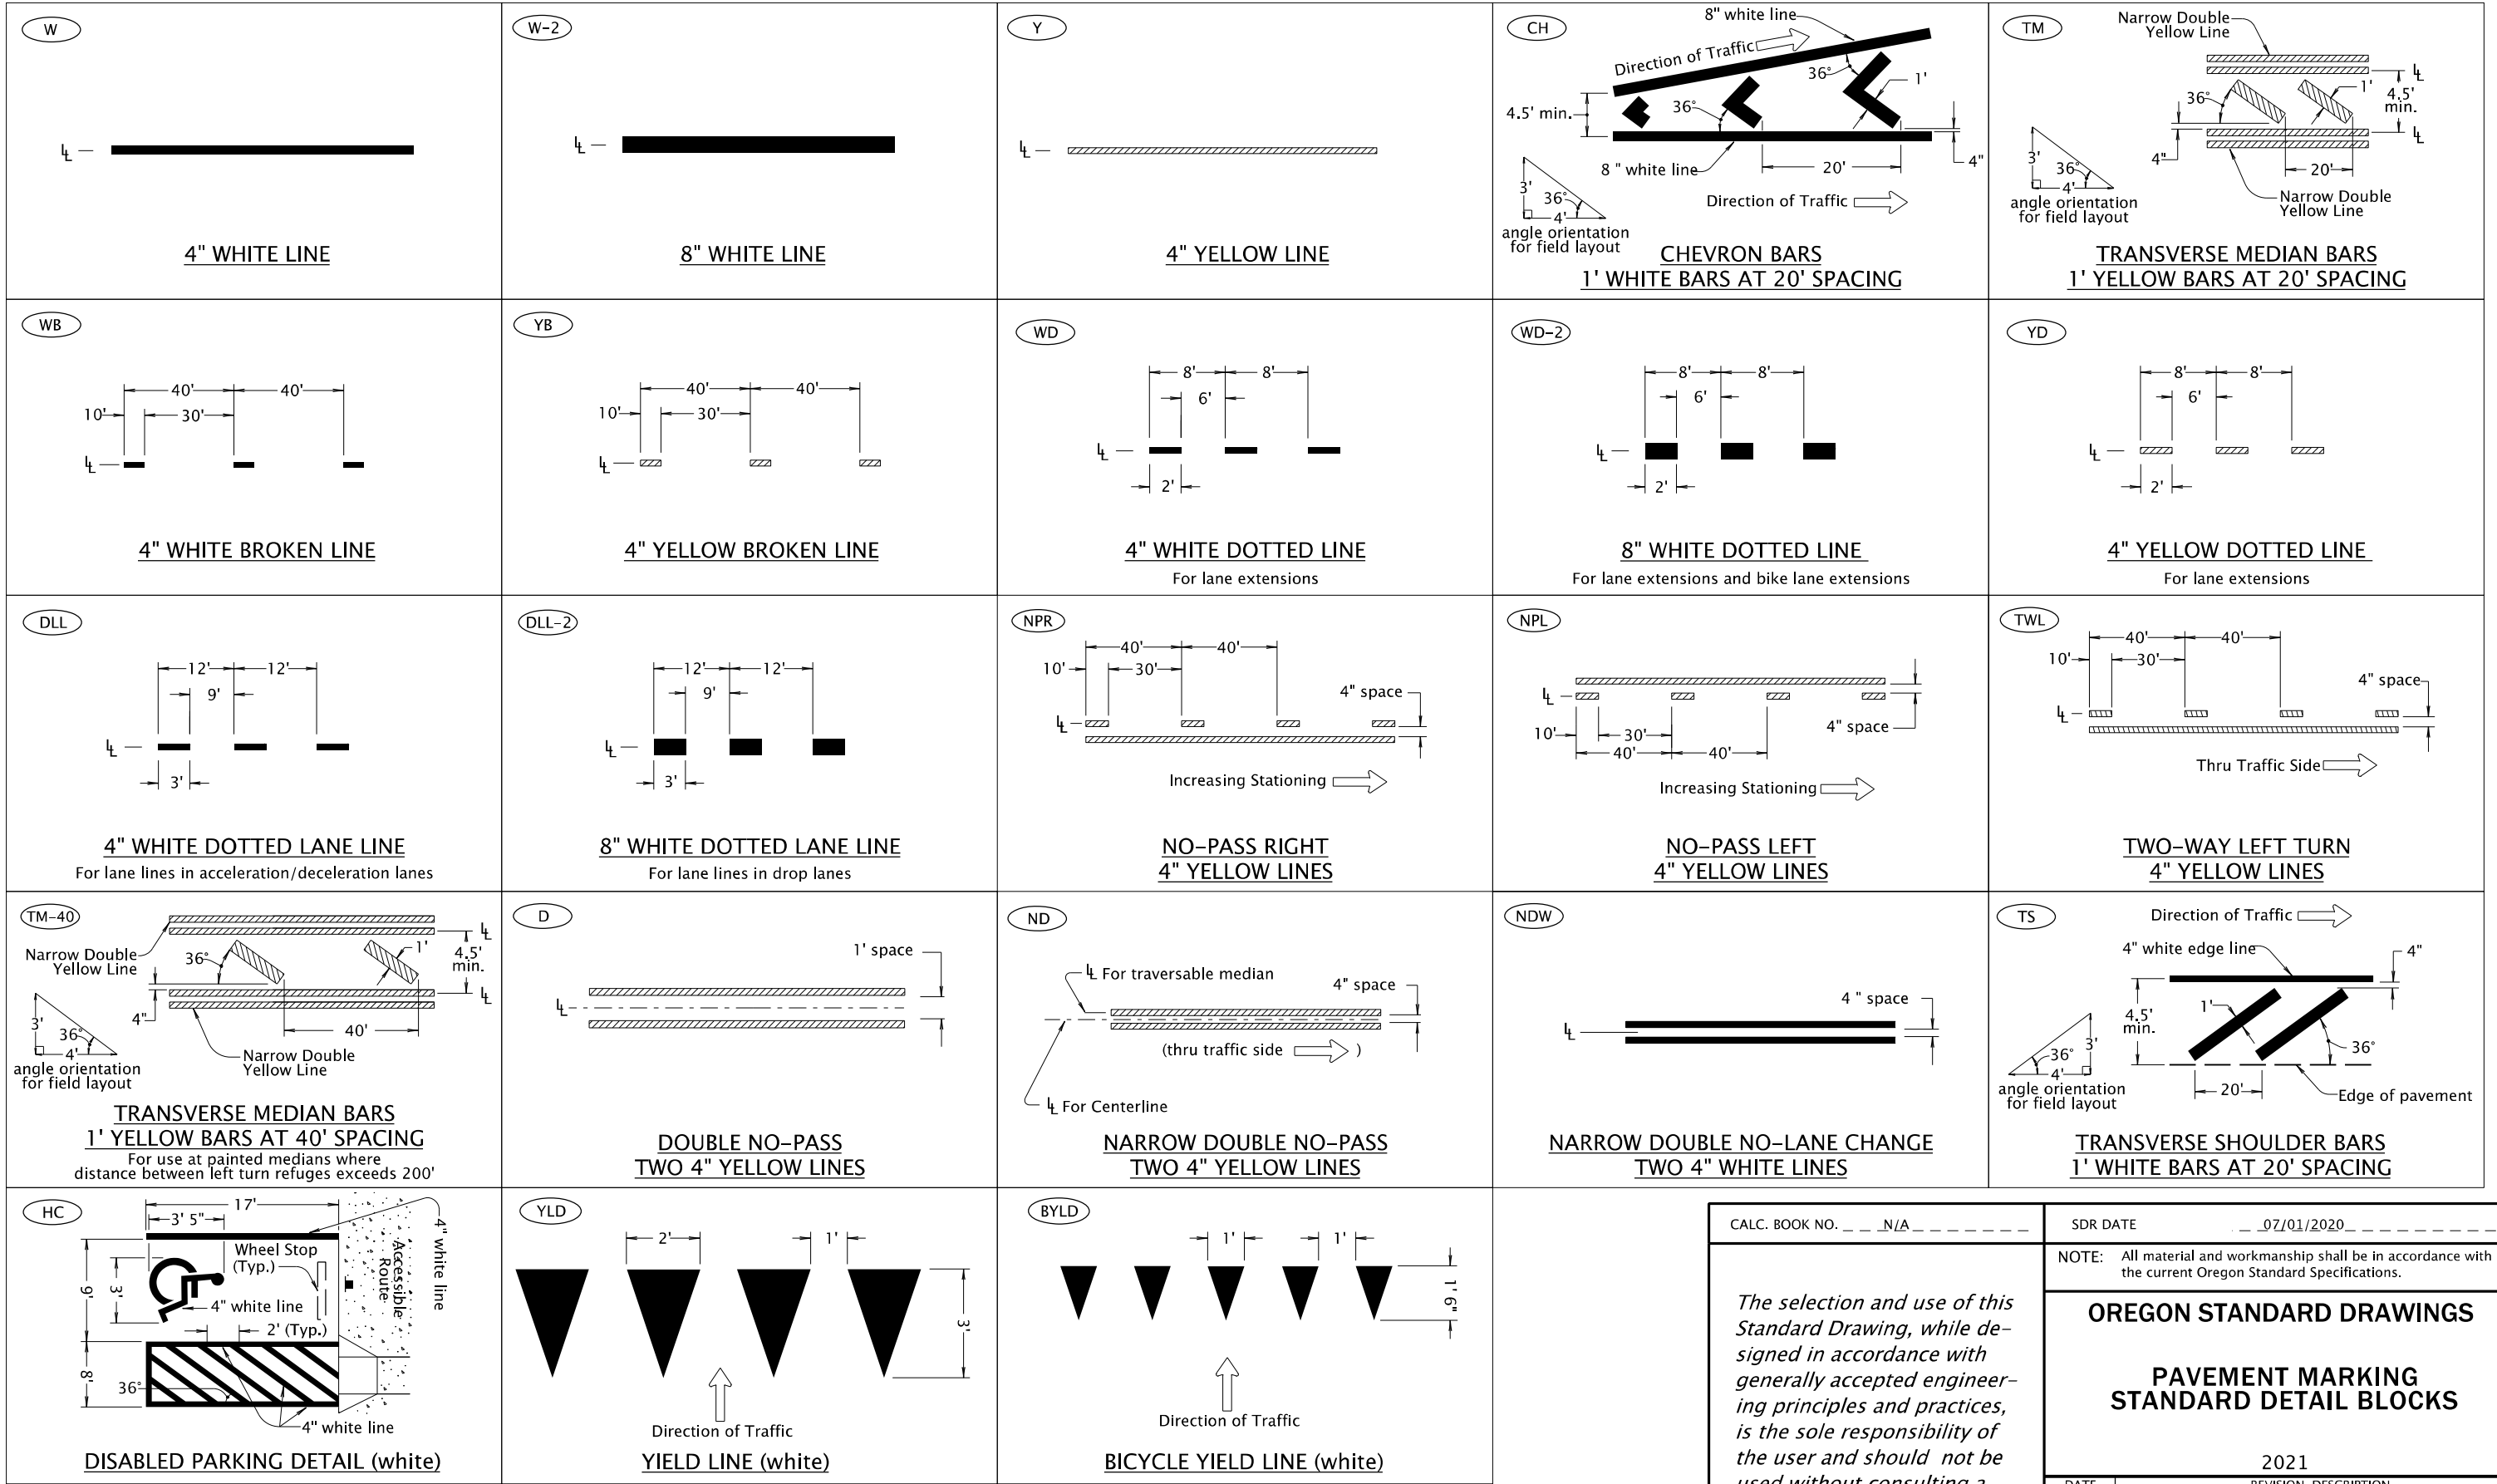 W
4" WHITE LINE
W-2
8" WHITE LINE
Y
4" YELLOW LINE
CH
8" white line
Direction of Traffic
36°
1'
4.5' min.
36°
4"
8 " white line
20'
3'
36°
4'
Direction of Traffic
angle orientation
for field layout
CHEVRON BARS
1' WHITE BARS AT 20' SPACING
TM
Narrow Double
Yellow Line
36°
1'
4.5'
min.
4"
20'
3'
36°
4'
Narrow Double
Yellow Line
angle orientation
for field layout
TRANSVERSE MEDIAN BARS
1' YELLOW BARS AT 20' SPACING
WB
40' 40'
10' 30'
4" WHITE BROKEN LINE
YB
40' 40'
10' 30'
4" YELLOW BROKEN LINE
WD
8' 8'
6'
2'
4" WHITE DOTTED LINE
For lane extensions
WD-2
8' 8'
6'
2'
8" WHITE DOTTED LINE
For lane extensions and bike lane extensions
YD
8' 8'
6'
2'
4" YELLOW DOTTED LINE
For lane extensions
DLL
12' 12'
9'
3'
4" WHITE DOTTED LANE LINE
For lane lines in acceleration/deceleration lanes
DLL-2
12' 12'
9'
3'
8" WHITE DOTTED LANE LINE
For lane lines in drop lanes
NPR
40' 40'
10' 30'
4" space
Increasing Stationing
NO-PASS RIGHT
4" YELLOW LINES
NPL
4" space
10' 30'
40' 40'
Increasing Stationing
NO-PASS LEFT
4" YELLOW LINES
TWL
40' 40'
10' 30'
4" space
Thru Traffic Side
TWO-WAY LEFT TURN
4" YELLOW LINES
TM-40
Narrow Double
Yellow Line
36°
1'
4.5'
min.
4"
40'
3'
36°
4'
Narrow Double
Yellow Line
angle orientation
for field layout
TRANSVERSE MEDIAN BARS
1' YELLOW BARS AT 40' SPACING
For use at painted medians where
distance between left turn refuges exceeds 200'
D
1' space
DOUBLE NO-PASS
TWO 4" YELLOW LINES
ND
For traversable median
4" space
(thru traffic side )
For Centerline
NARROW DOUBLE NO-PASS
TWO 4" YELLOW LINES
NDW
4 " space
NARROW DOUBLE NO-LANE CHANGE
TWO 4" WHITE LINES
TS
Direction of Traffic
4" white edge line
4"
4.5'
min.
1'
36°
3'
36°
4'
20'
Edge of pavement
angle orientation
for field layout
TRANSVERSE SHOULDER BARS
1' WHITE BARS AT 20' SPACING
HC
17'
3' 5"
4" white line
Wheel Stop
(Typ.)
Accessible
Route
9'
3'
4" white line
2' (Typ.)
8'
36°
4" white line
DISABLED PARKING DETAIL (white)
YLD
2' 1'
3'
Direction of Traffic
YIELD LINE (white)
BYLD
1' 1'
1' 6"
Direction of Traffic
BICYCLE YIELD LINE (white)
CALC. BOOK NO. N/A
SDR DATE 07/01/2020
NOTE: All material and workmanship shall be in accordance with
the current Oregon Standard Specifications.
The selection and use of this
Standard Drawing, while de-
signed in accordance with
generally accepted engineer-
ing principles and practices,
is the sole responsibility of
the user and should not be
used without consulting a
OREGON STANDARD DRAWINGS
PAVEMENT MARKING
STANDARD DETAIL BLOCKS
2021
DATE REVISION DESCRIPTION